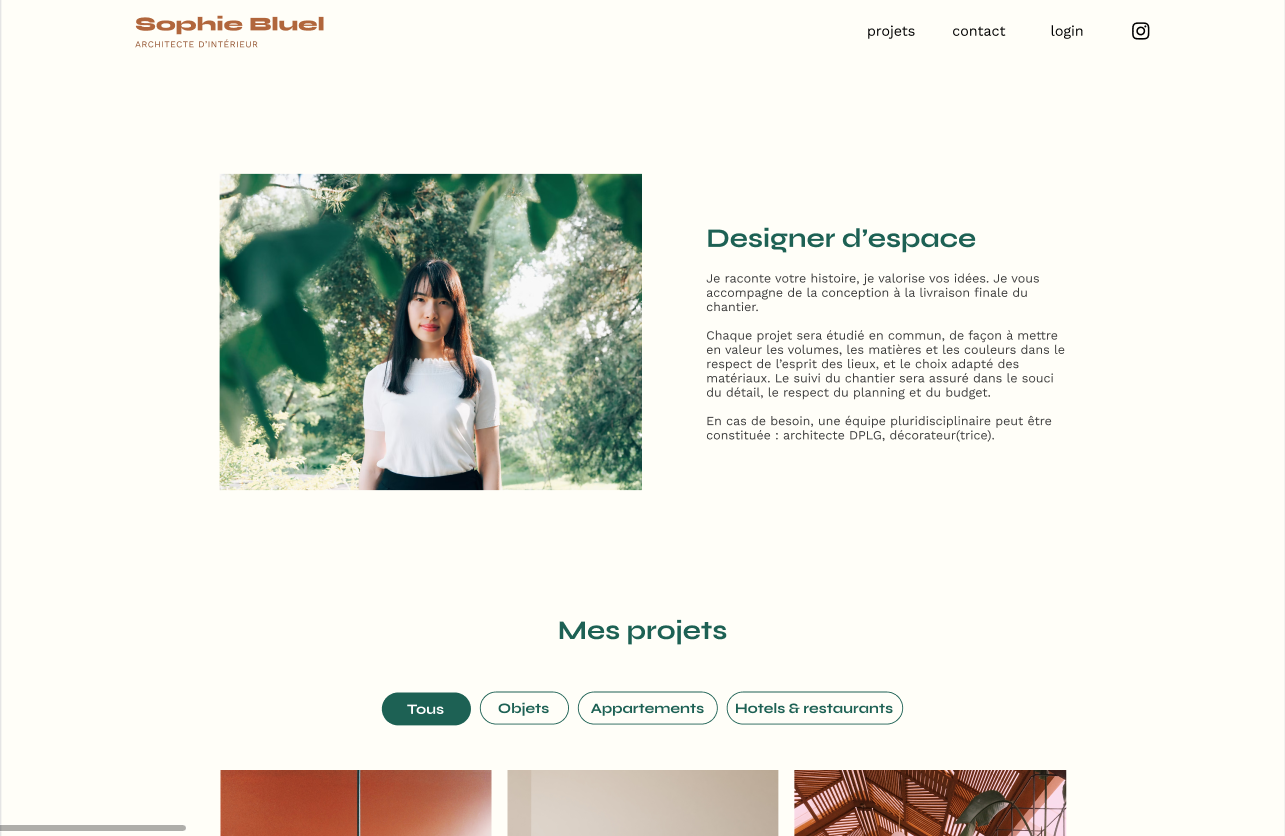 Sophie Bluel
ARCHITECTE D'INTÉRIEUR
projets contact login
Designer d’espace
Je raconte votre histoire, je valorise vos idées. Je vous
accompagne de la conception à la livraison finale du
chantier.
Chaque projet sera étudié en commun, de façon à mettre
en valeur les volumes, les matières et les couleurs dans le
respect de l’esprit des lieux, et le choix adapté des
matériaux. Le suivi du chantier sera assuré dans le souci
du détail, le respect du planning et du budget.
En cas de besoin, une équipe pluridisciplinaire peut être
constituée : architecte DPLG, décorateur(trice).
Mes projets
Tous Objets Appartements Hotels & restaurants